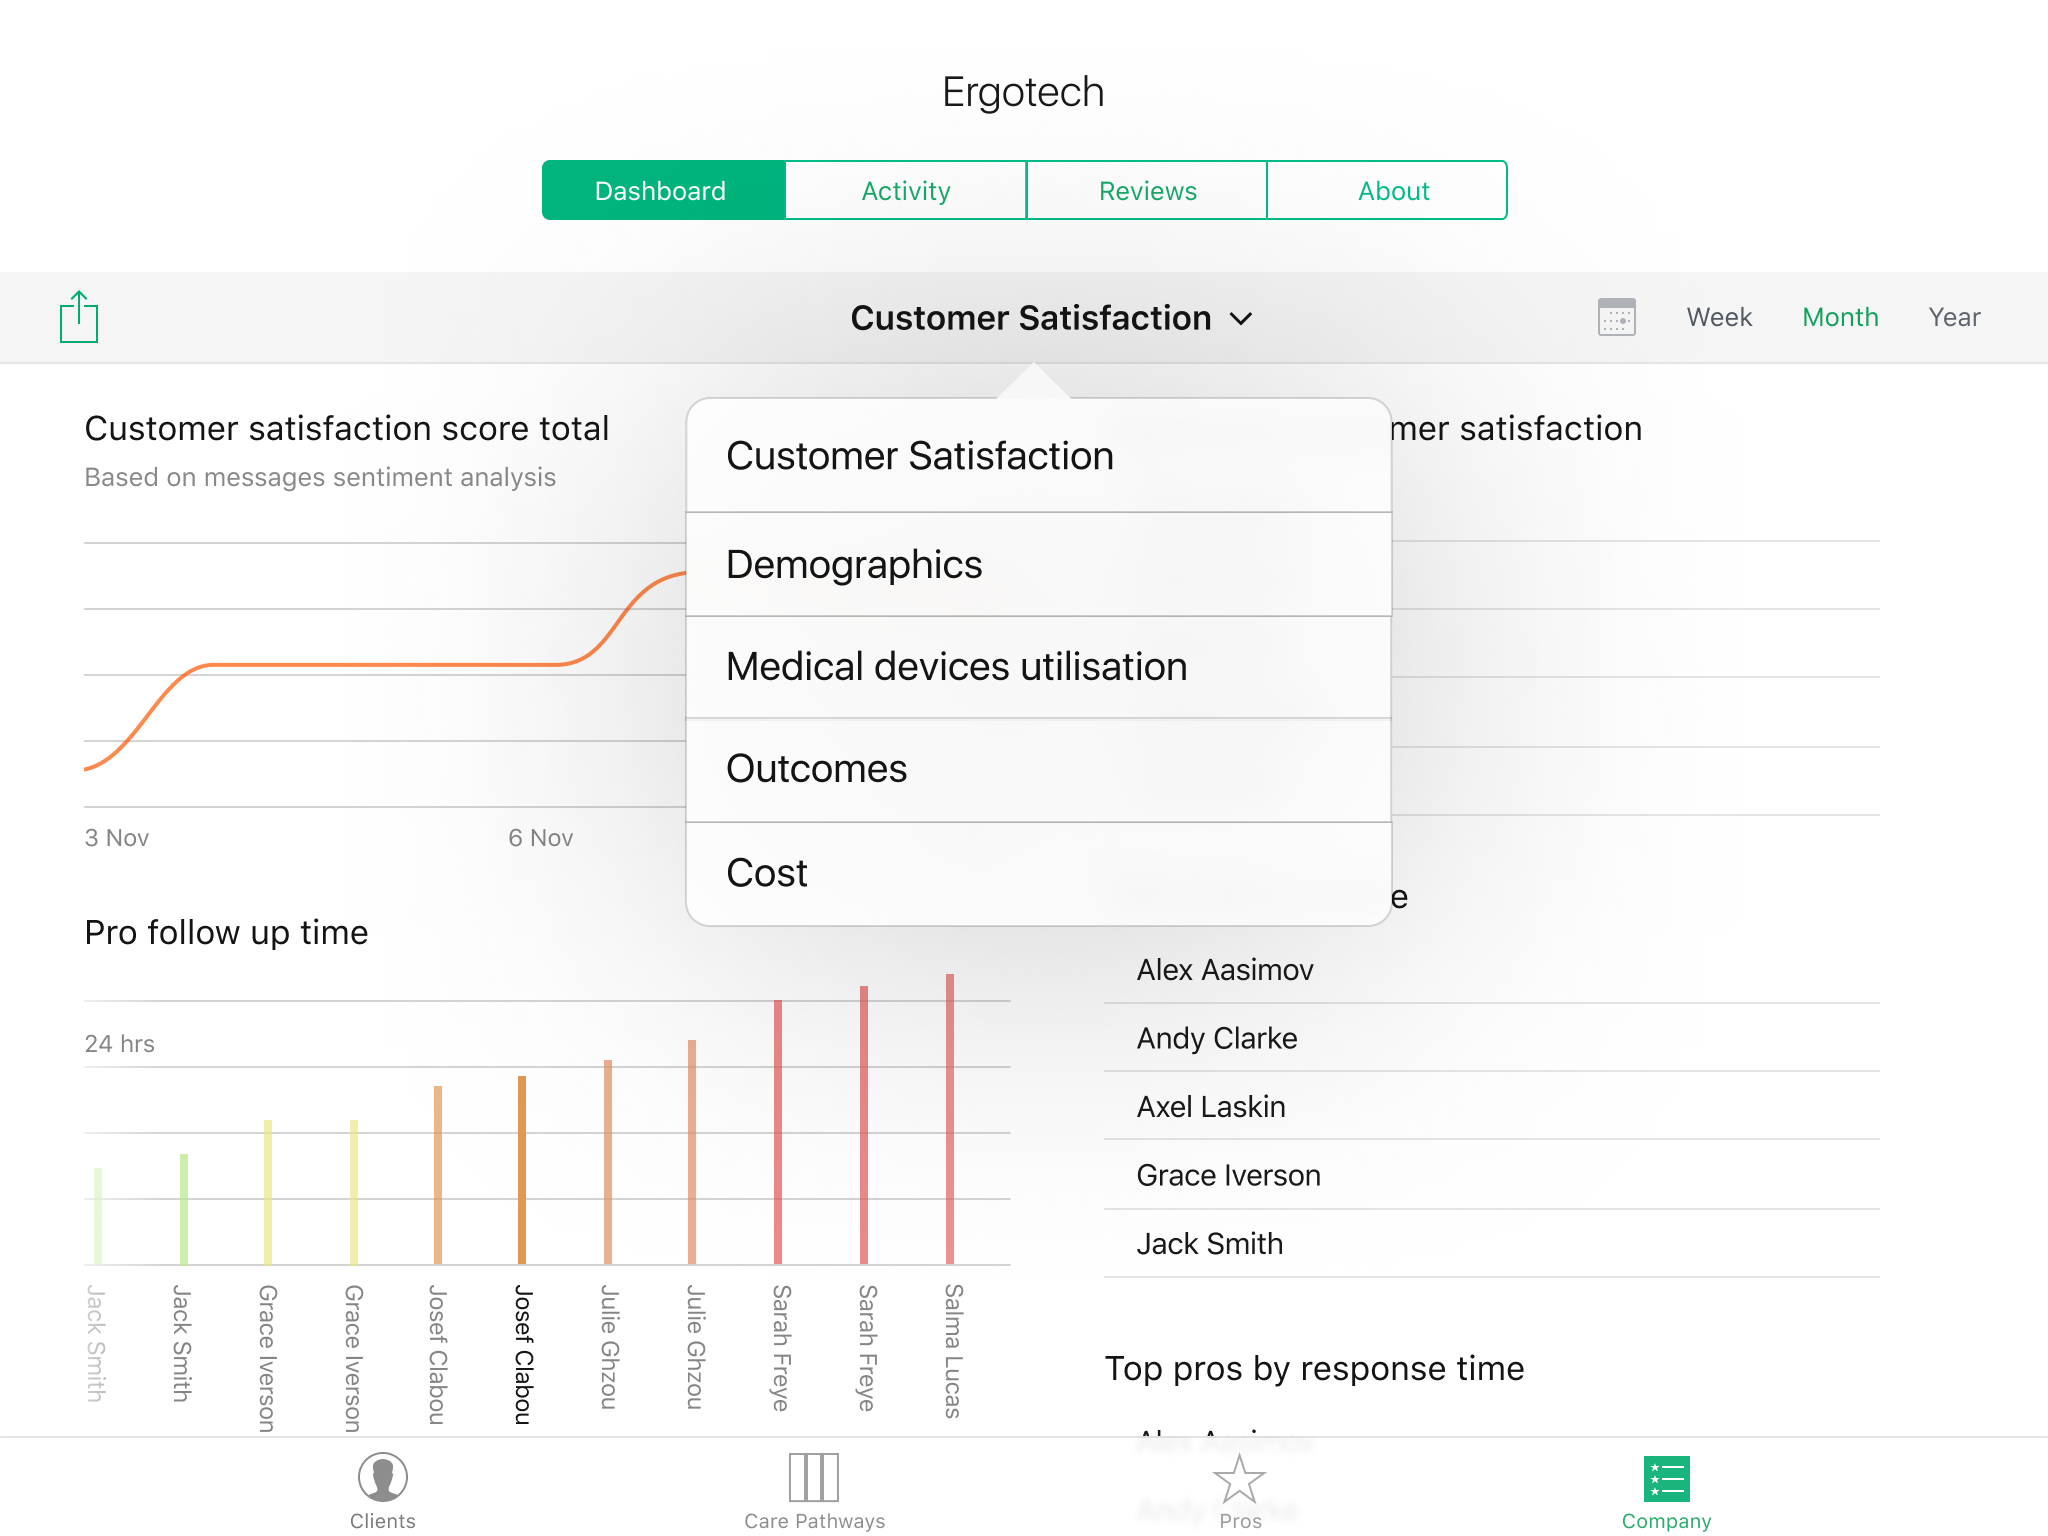 Ergotech
Dashboard
Activity
Reviews
About
Customer Satisfaction
Week
Month
Year
Customer satisfaction score total
Based on messages sentiment analysis
3 Nov
6 Nov
Customer Satisfaction
Demographics
Medical devices utilisation
Outcomes
Cost
mer satisfaction
e
Pro follow up time
24 hrs
Jack Smith
Jack Smith
Grace Iverson
Grace Iverson
Josef Clabou
Josef Clabou
Julie Ghzou
Julie Ghzou
Sarah Freye
Sarah Freye
Salma Lucas
Alex Aasimov
Andy Clarke
Axel Laskin
Grace Iverson
Jack Smith
Top pros by response time
Alex Aasimov
Andy Clarke
Clients
Care Pathways
Pros
Company